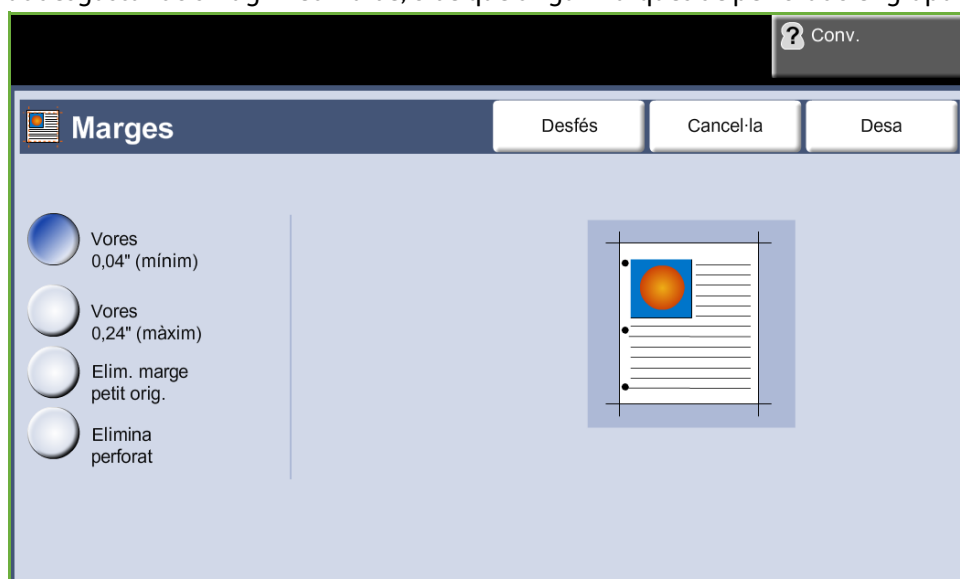 Conv.
Marges
Desfés
Cancel·la
Desa
Vores
0,04" (mínim)
Vores
0,24" (màxim)
Elim. marge
petit orig.
Elimina
perforat